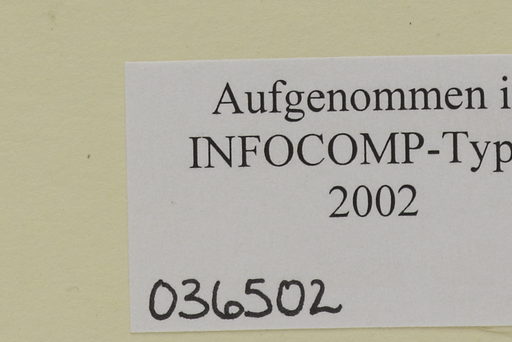 Aufgenommen i
INFOCOMP-Typ
2002
036502